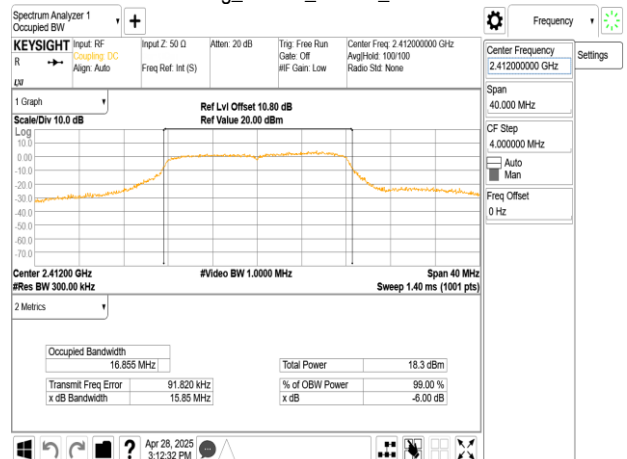 Spectrum Analyzer 1
Occupied BW
Frequency
KEYSIGHT
R
LXI
Input: RF
Coupling: DC
Align: Auto
Input Z: 50 Ω
Freq Ref: Int (S)
Atten: 20 dB
Trig: Free Run
Gate: Off
#IF Gain: Low
Center Freq: 2.412000000 GHz
Avg|Hold: 100/100
Radio Std: None
Center Frequency
2.412000000 GHz
Settings
Span
40.000 MHz
CF Step
4.000000 MHz
Auto
Man
Freq Offset
0 Hz
1 Graph
Scale/Div 10.0 dB
Ref Lvl Offset 10.80 dB
Ref Value 20.00 dBm
Log
10.0
0.00
-10.0
-20.0
-30.0
-40.0
-50.0
-60.0
-70.0
Center 2.41200 GHz
#Video BW 1.0000 MHz
Span 40 MHz
#Res BW 300.00 kHz
Sweep 1.40 ms (1001 pts)
2 Metrics
Occupied Bandwidth
16.855 MHz
Total Power 18.3 dBm
Transmit Freq Error 91.820 kHz
% of OBW Power 99.00 %
x dB Bandwidth 15.85 MHz
x dB -6.00 dB
?
Apr 28, 2025
3:12:32 PM